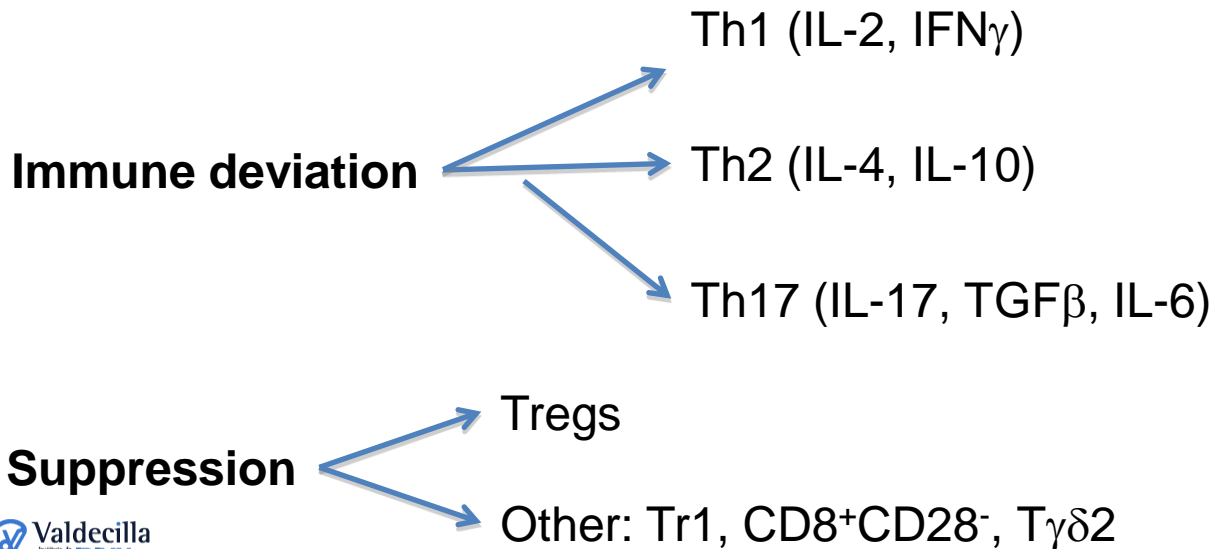 Th1 (IL-2, IFNγ)
Immune deviation
Th2 (IL-4, IL-10)
Th17 (IL-17, TGFβ, IL-6)
Tregs
Suppression
Other: Tr1, CD8⁺CD28⁻, Tγδ2
Valdecilla